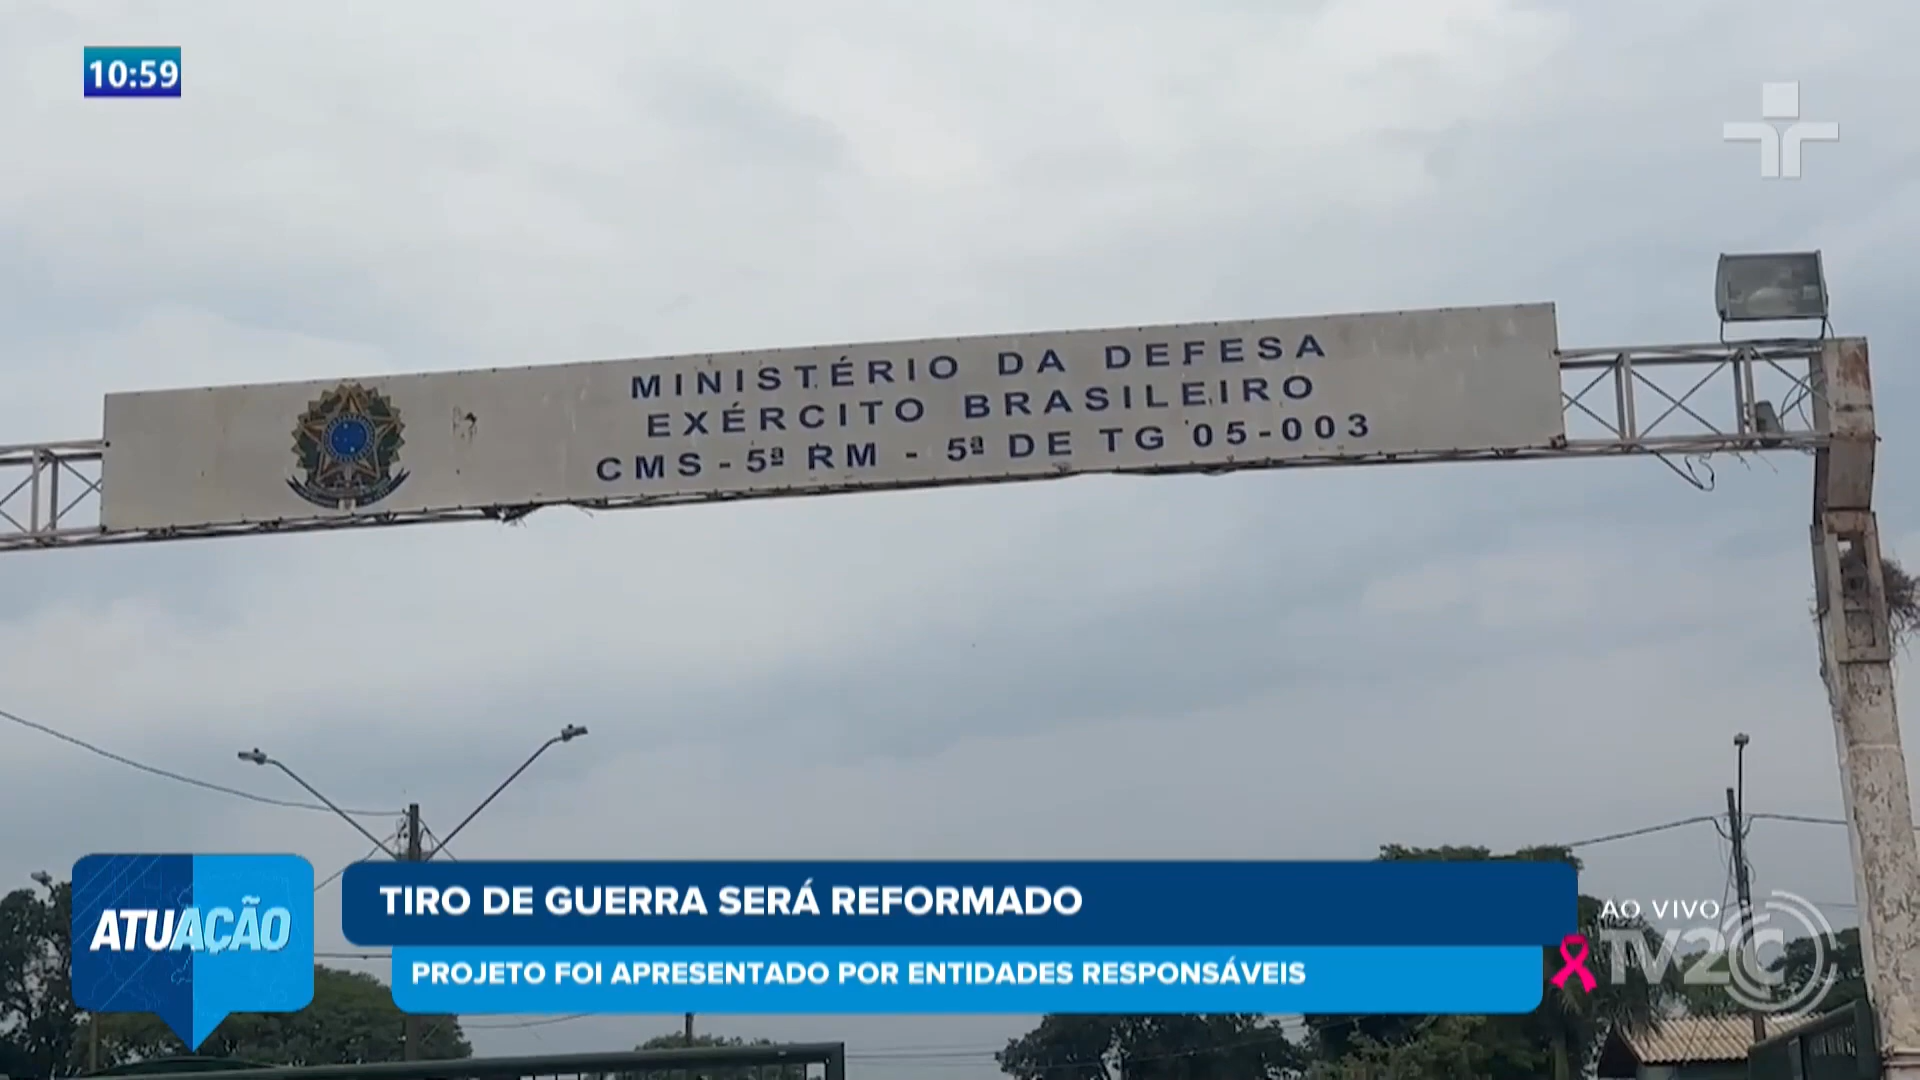 10:59
MINISTÉRIO DA DEFESA
EXÉRCITO BRASILEIRO
CMS - 5ª RM - 5ª DE TG 05-003
ATUAÇÃO
TIRO DE GUERRA SERÁ REFORMADO
PROJETO FOI APRESENTADO POR ENTIDADES RESPONSÁVEIS
AO VIVO
TV2C